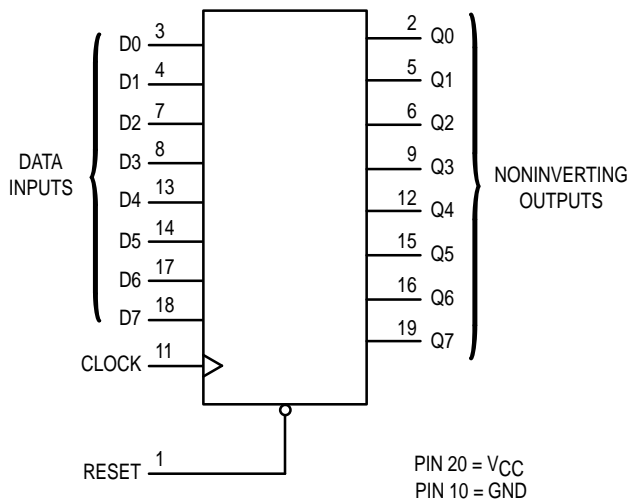 D0 3
D1 4
D2 7
D3 8
D4 13
D5 14
D6 17
D7 18
CLOCK 11
RESET 1
DATA
INPUTS
2 Q0
5 Q1
6 Q2
9 Q3
12 Q4
15 Q5
16 Q6
19 Q7
NONINVERTING
OUTPUTS
PIN 20 = VCC
PIN 10 = GND